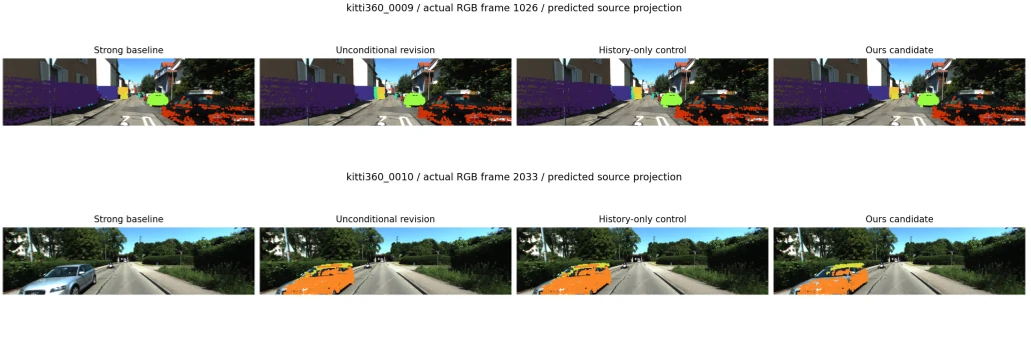 kitti360_0009 / actual RGB frame 1026 / predicted source projection
Strong baseline
Unconditional revision
History-only control
Ours candidate
kitti360_0010 / actual RGB frame 2033 / predicted source projection
Strong baseline
Unconditional revision
History-only control
Ours candidate